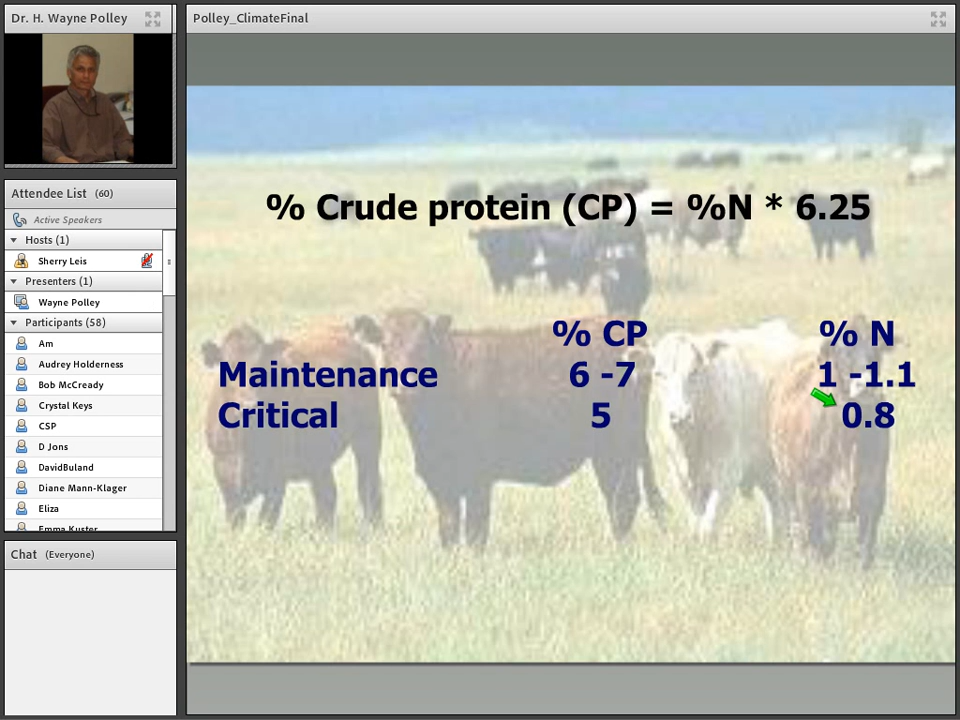 Dr. H. Wayne Polley
Attendee List (60)
Active Speakers
Hosts (1)
Sherry Leis
Presenters (1)
Wayne Polley
Participants (58)
Am
Audrey Holderness
Bob McCready
Crystal Keys
CSP
D Jons
DavidBuland
Diane Mann-Klager
Eliza
Emma Kuster
Chat (Everyone)
Polley_ClimateFinal
% Crude protein (CP) = %N * 6.25
% CP % N
Maintenance 6 -7 1 -1.1
Critical 5 0.8